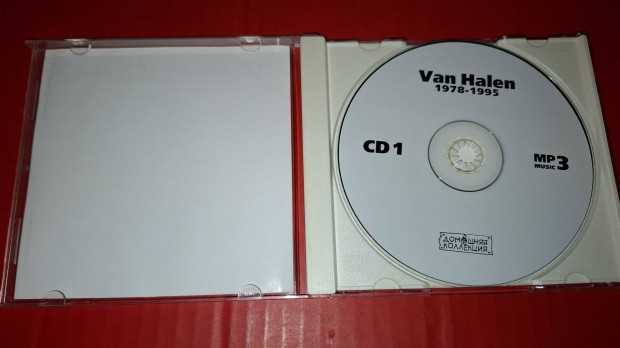 Van Halen
1978-1995
CD 1
MP3
MUSIC
ДОМАШНЯЯ
КОЛЛЕКЦИЯ